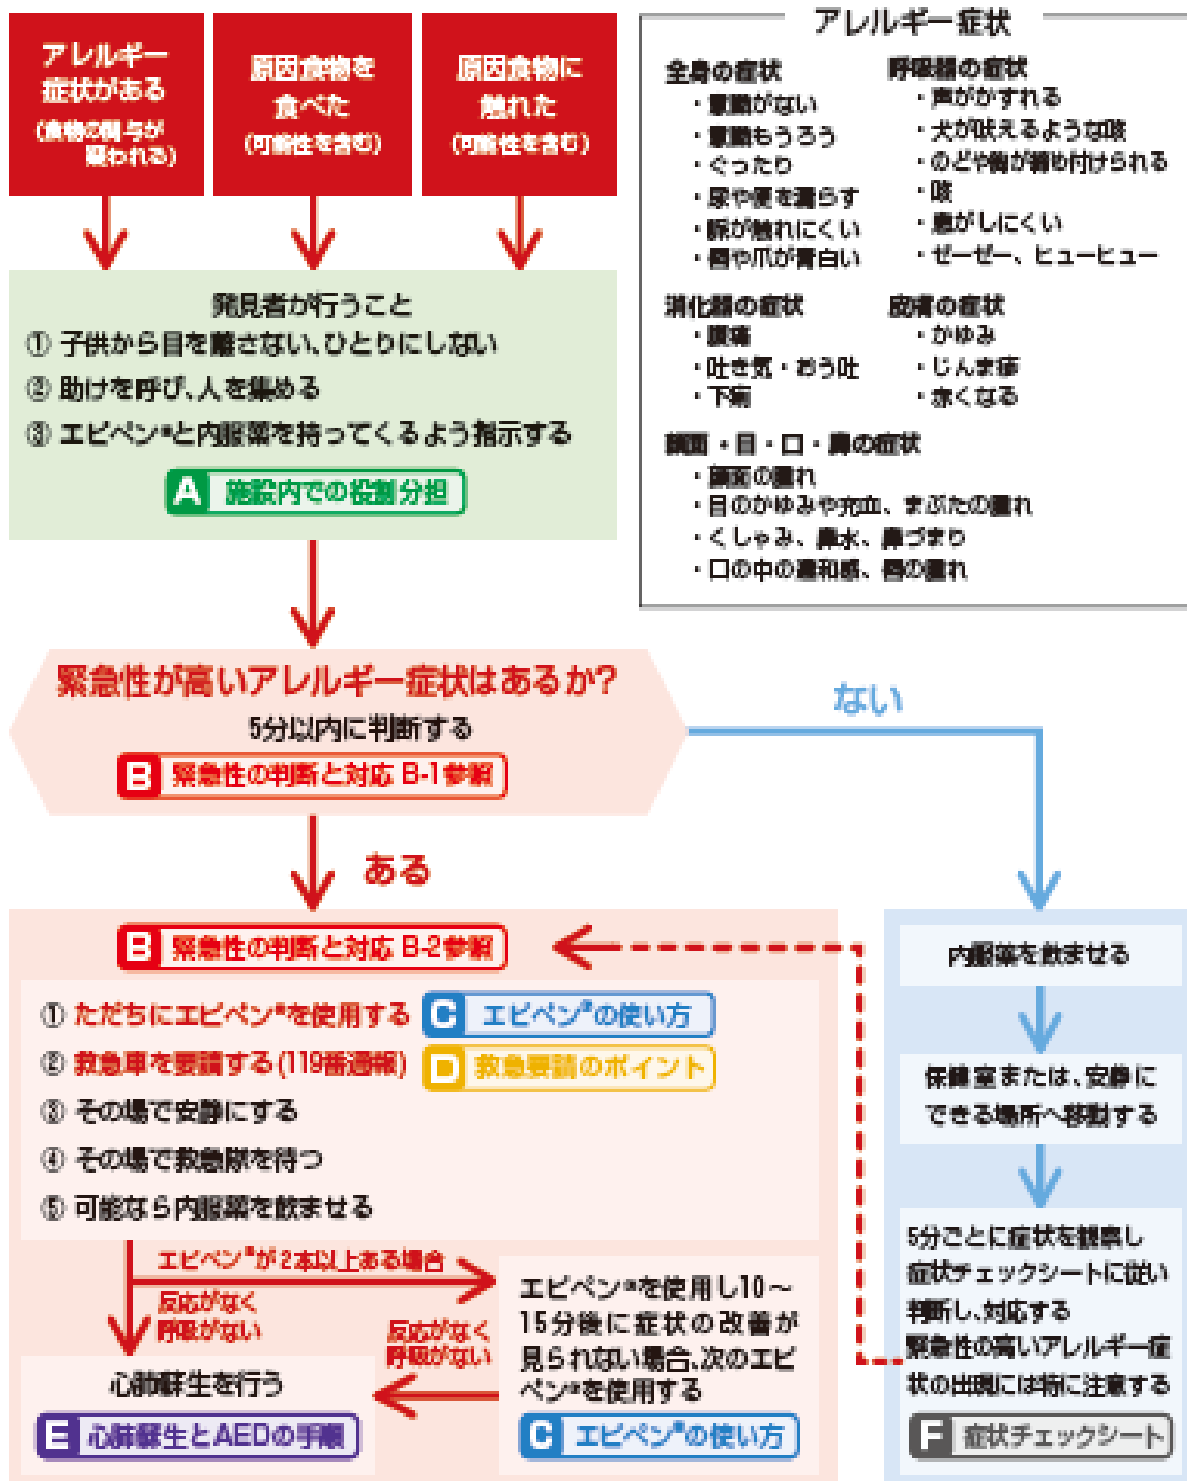 アレルギー
症状がある
(食物の関与が
疑われる)
原因食物を
食べた
(可能性を含む)
原因食物に
触れた
(可能性を含む)
アレルギー症状
全身の症状
・意識がない
・意識もうろう
・ぐったり
・尿や便を漏らす
・脈が触れにくい
・唇や爪が青白い
呼吸器の症状
・声がかすれる
・犬が吠えるような咳
・のどや胸が締め付けられる
・咳
・息がしにくい
・ゼーゼー、ヒューヒュー
消化器の症状
・腹痛
・吐き気・おう吐
・下痢
皮膚の症状
・かゆみ
・じんま疹
・赤くなる
顔面・目・口・鼻の症状
・顔面の腫れ
・目のかゆみや充血、まぶたの腫れ
・くしゃみ、鼻水、鼻づまり
・口の中の違和感、唇の腫れ
発見者が行うこと
① 子供から目を離さない、ひとりにしない
② 助けを呼び、人を集める
③ エピペン®と内服薬を持ってくるよう指示する
A 施設内での役割分担
緊急性が高いアレルギー症状はあるか?
5分以内に判断する
B 緊急性の判断と対応 B-1参照
ない
ある
B 緊急性の判断と対応 B-2参照
① ただちにエピペン®を使用する
C エピペン®の使い方
② 救急車を要請する(119番通報)
D 救急要請のポイント
③ その場で安静にする
④ その場で救急隊を待つ
⑤ 可能なら内服薬を飲ませる
エピペン®が2本以上ある場合
反応がなく
呼吸がない
エピペン®を使用し10〜
15分後に症状の改善が
見られない場合、次のエピ
ペン®を使用する
C エピペン®の使い方
反応がなく
呼吸がない
心肺蘇生を行う
E 心肺蘇生とAEDの手順
内服薬を飲ませる
保健室または、安静に
できる場所へ移動する
5分ごとに症状を観察し
症状チェックシートに従い
判断し、対応する
緊急性の高いアレルギー症
状の出現には特に注意する
F 症状チェックシート